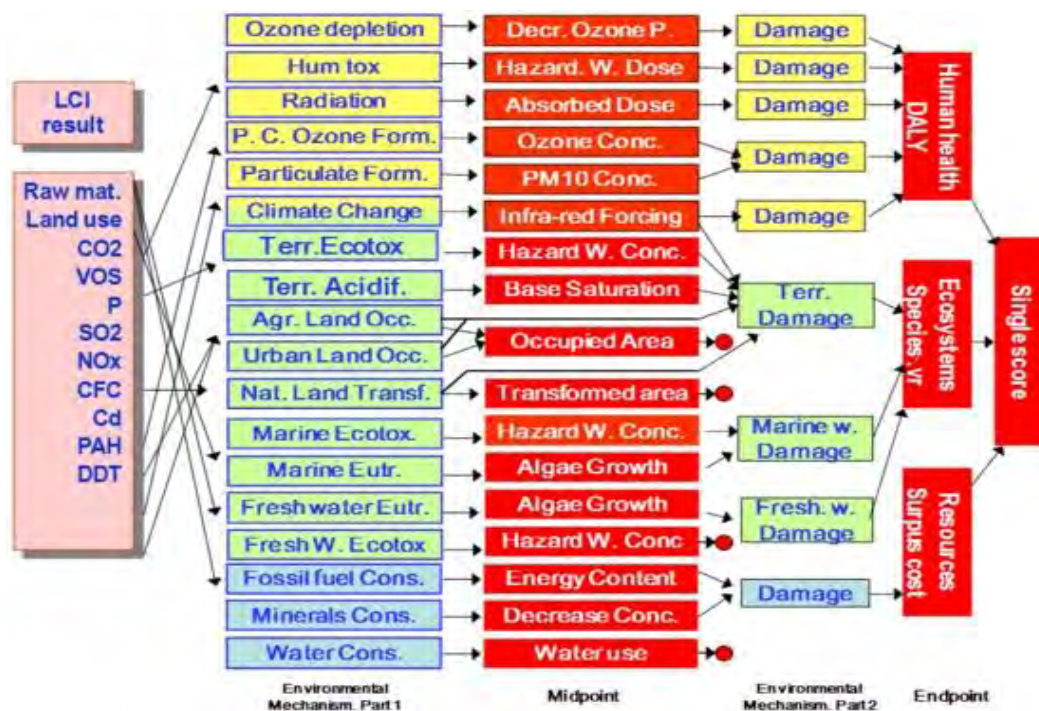 LCI
result
Raw mat.
Land use
CO2
VOS
P
SO2
NOx
CFC
Cd
PAH
DDT
Ozone depletion
Hum tox
Radiation
P. C. Ozone Form.
Particulate Form.
Climate Change
Terr.Ecotox
Terr. Acidif.
Agr. Land Occ.
Urban Land Occ.
Nat. Land Transf.
Marine Ecotox.
Marine Eutr.
Freshwater Eutr.
Fresh W. Ecotox
Fossil fuel Cons.
Minerals Cons.
Water Cons.
Environmental
Mechanism. Part 1
Decr. Ozone P.
Hazard. W. Dose
Absorbed Dose
Ozone Conc.
PM10 Conc.
Infra-red Forcing
Hazard W. Conc.
Base Saturation
Occupied Area
Transformed area
Hazard W. Conc.
Algae Growth
Algae Growth
Hazard W. Conc
Energy Content
Decrease Conc.
Water use
Midpoint
Damage
Damage
Damage
Damage
Damage
Terr.
Damage
Marine w.
Damage
Fresh. w.
Damage
Damage
Environmental
Mechanism. Part 2
Human health
DALY
Ecosystems
Species .yr
Resources
Surpus cost
Endpoint
Single score